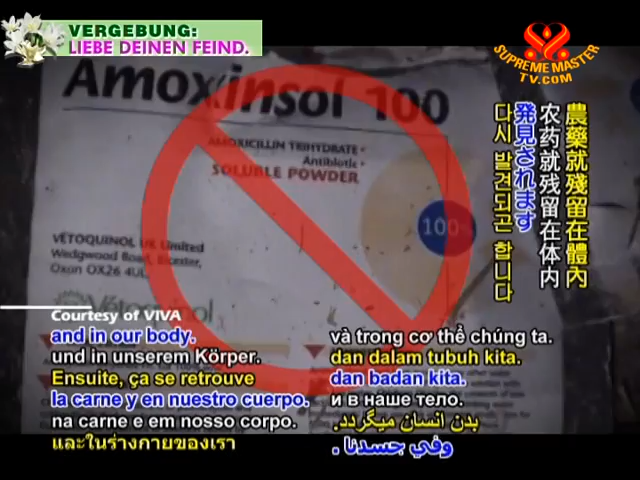 VERGEBUNG:
LIEBE DEINEN FEIND.
SUPREME MASTER
TV.COM
Amoxinsol 100
AMOXICILLIN TRIHYDRATE
Antibiotic
SOLUBLE POWDER
100
VÉTOQUINOL UK Limited
Wedgwood Road, Bicester,
Oxon OX26 4UL
Vétoquinol
農藥就殘留在體內
农药就残留在体内
発見されます
다시 발견되곤 합니다
Courtesy of VIVA
and in our body.
und in unserem Körper.
Ensuite, ça se retrouve
la carne y en nuestro cuerpo.
na carne e em nosso corpo.
และในร่างกายของเรา
và trong cơ thể chúng ta.
dan dalam tubuh kita.
dan badan kita.
и в наше тело.
بدن انسان میگردد.
وفي جسدنا .